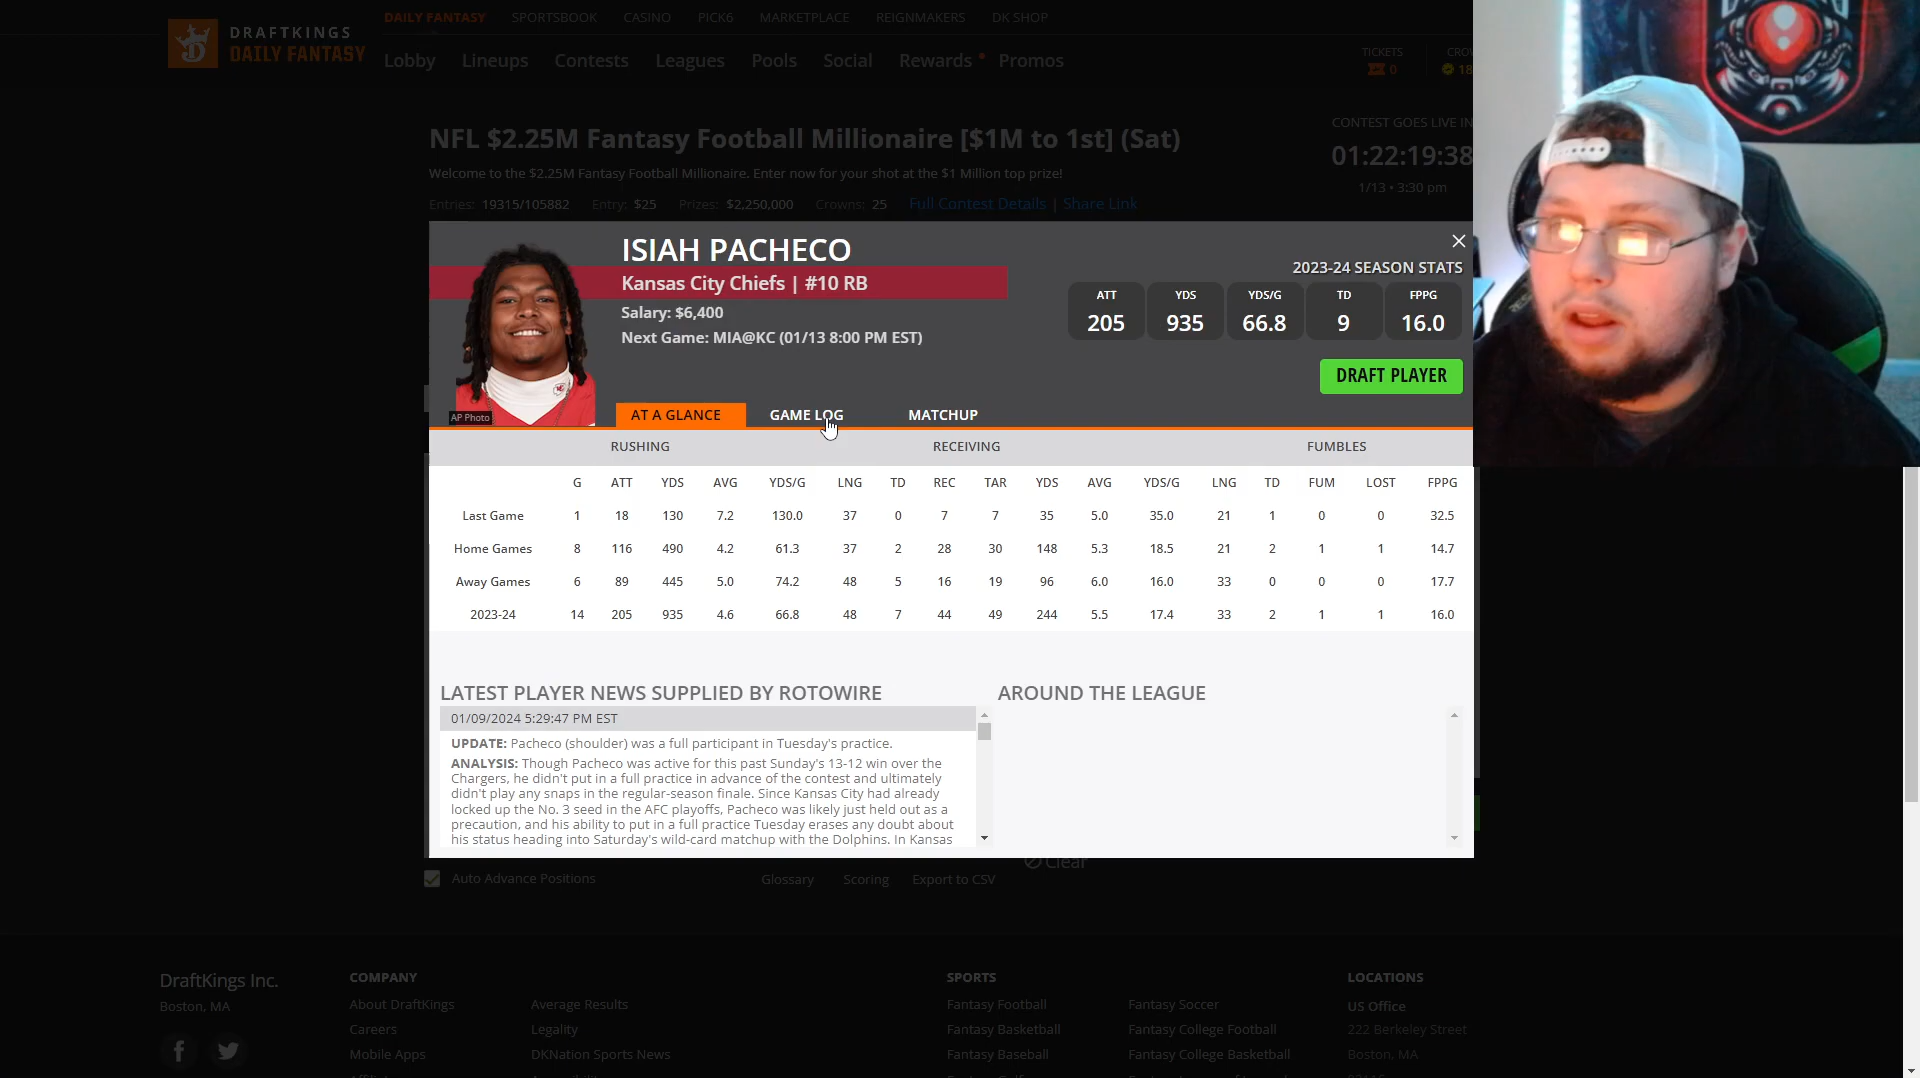 DAILY FANTASY SPORTSBOOK CASINO PICK6 MARKETPLACE REIGNMAKERS DK SHOP
DRAFTKINGS
DAILY FANTASY
Lobby Lineups Contests Leagues Pools Social Rewards Promos
TICKETS
0
18
NFL $2.25M Fantasy Football Millionaire [$1M to 1st] (Sat)
Welcome to the $2.25M Fantasy Football Millionaire. Enter now for your shot at the $1 Million top prize!
Entries: 19315/105882 Entry: $25 Prizes: $2,250,000 Crowns: 25 Full Contest Details | Share Link
CONTEST GOES LIVE IN
01:22:19:38
1/13 • 3:30 pm
ISIAH PACHECO
Kansas City Chiefs | #10 RB
Salary: $6,400
Next Game: MIA@KC (01/13 8:00 PM EST)
AP Photo
2023-24 SEASON STATS
ATT YDS YDS/G TD FPPG
205 935 66.8 9 16.0
DRAFT PLAYER
AT A GLANCE GAME LOG MATCHUP
RUSHING RECEIVING FUMBLES
G ATT YDS AVG YDS/G LNG TD REC TAR YDS AVG YDS/G LNG TD FUM LOST FPPG
Last Game 1 18 130 7.2 130.0 37 0 7 7 35 5.0 35.0 21 1 0 0 32.5
Home Games 8 116 490 4.2 61.3 37 2 28 30 148 5.3 18.5 21 2 1 1 14.7
Away Games 6 89 445 5.0 74.2 48 5 16 19 96 6.0 16.0 33 0 0 0 17.7
2023-24 14 205 935 4.6 66.8 48 7 44 49 244 5.5 17.4 33 2 1 1 16.0
LATEST PLAYER NEWS SUPPLIED BY ROTOWIRE
01/09/2024 5:29:47 PM EST
UPDATE: Pacheco (shoulder) was a full participant in Tuesday's practice.
ANALYSIS: Though Pacheco was active for this past Sunday's 13-12 win over the
Chargers, he didn't put in a full practice in advance of the contest and ultimately
didn't play any snaps in the regular-season finale. Since Kansas City had already
locked up the No. 3 seed in the AFC playoffs, Pacheco was likely just held out as a
precaution, and his ability to put in a full practice Tuesday erases any doubt about
his status heading into Saturday's wild-card matchup with the Dolphins. In Kansas
AROUND THE LEAGUE
Clear
Auto Advance Positions Glossary Scoring Export to CSV
DraftKings Inc.
Boston, MA
COMPANY
About DraftKings
Careers
Mobile Apps
Average Results
Legality
DKNation Sports News
SPORTS
Fantasy Football
Fantasy Basketball
Fantasy Baseball
Fantasy Soccer
Fantasy College Football
Fantasy College Basketball
LOCATIONS
US Office
222 Berkeley Street
Boston, MA